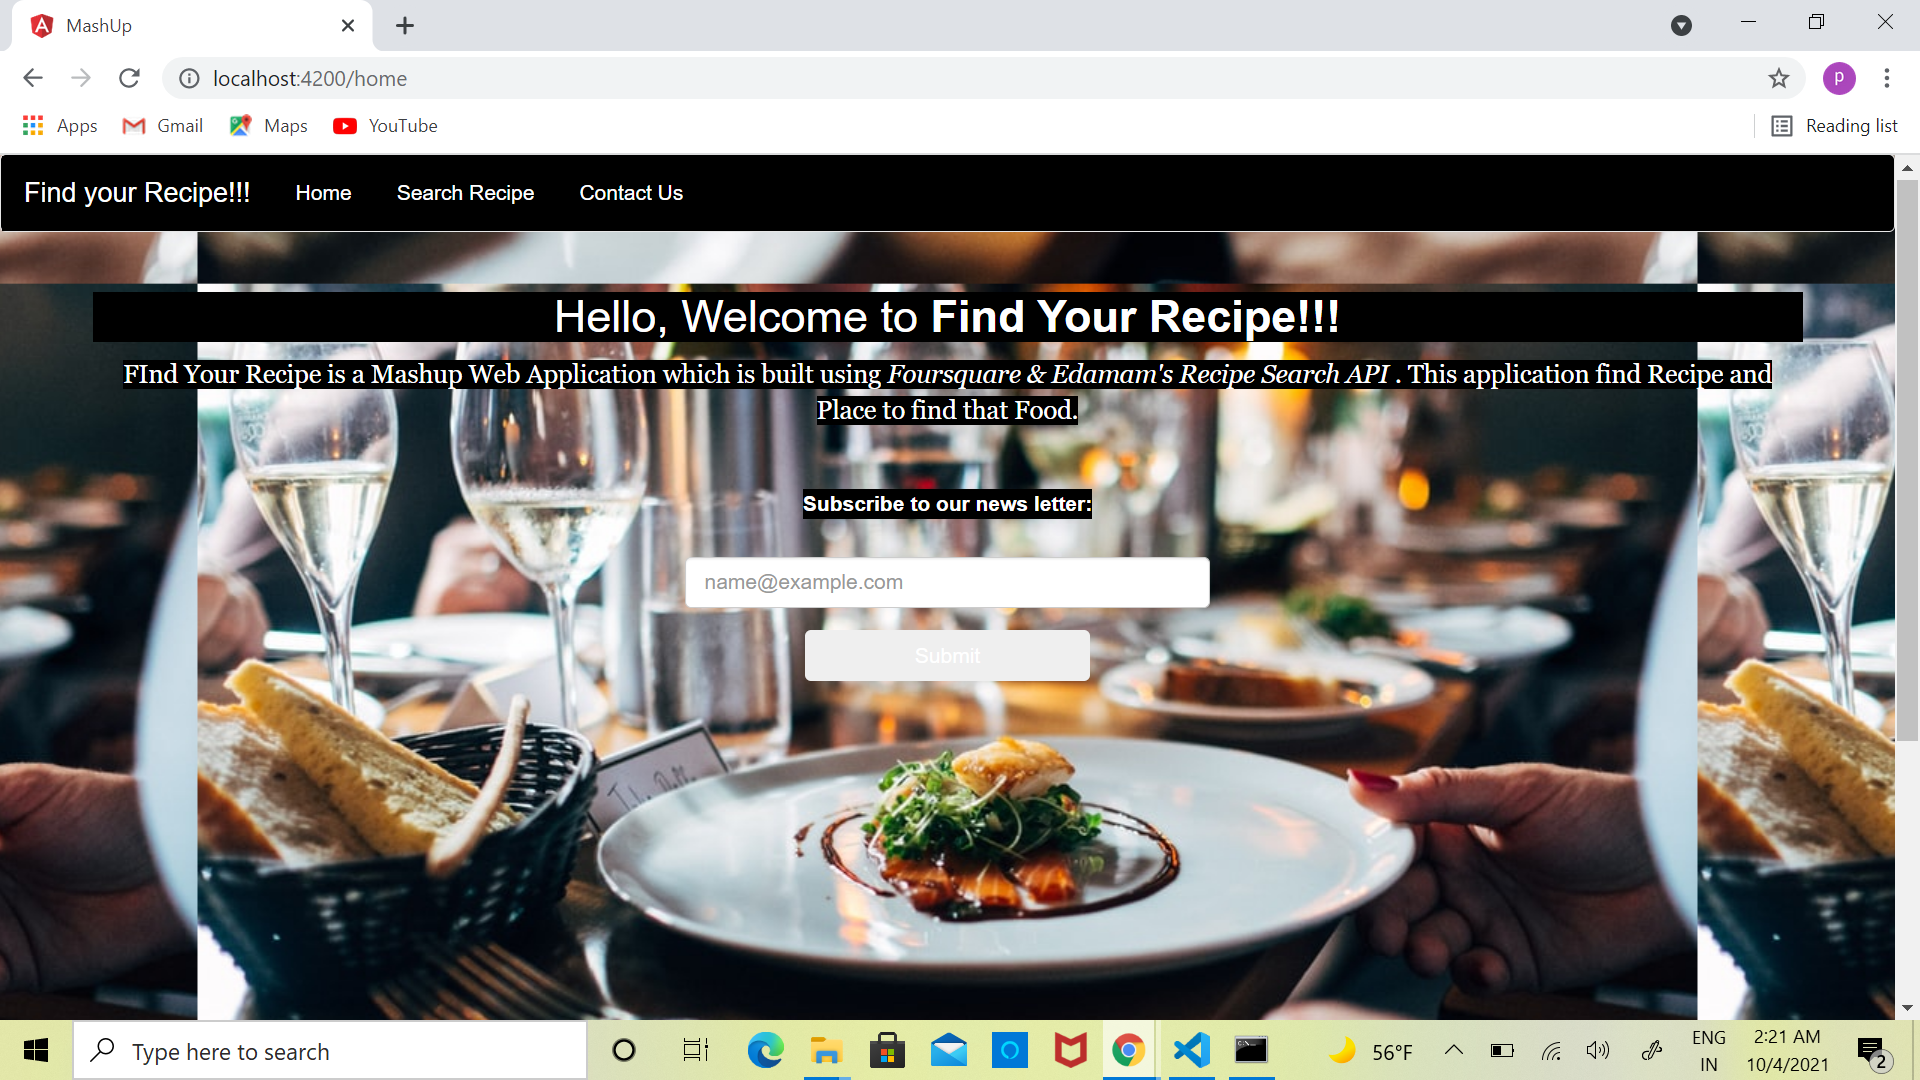 MashUp
localhost:4200/home
P
Apps
Gmail
Maps
YouTube
Reading list
Find your Recipe!!!
Home
Search Recipe
Contact Us
Hello, Welcome to Find Your Recipe!!!
FInd Your Recipe is a Mashup Web Application which is built using Foursquare & Edamam's Recipe Search API . This application find Recipe and
Place to find that Food.
Subscribe to our news letter:
name@example.com
Submit
Type here to search
56°F
ENG
IN
2:21 AM
10/4/2021
2